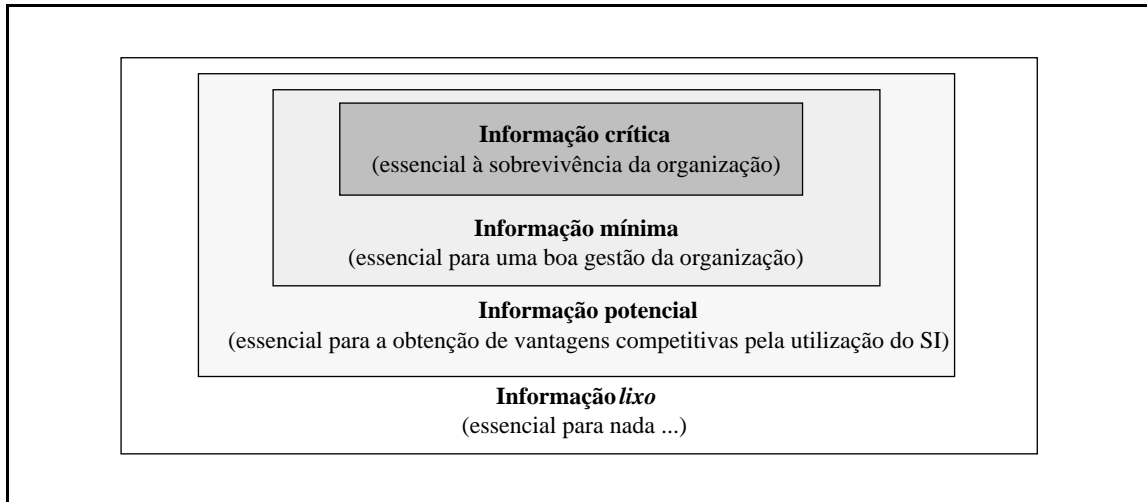 Informação crítica
(essencial à sobrevivência da organização)
Informação mínima
(essencial para uma boa gestão da organização)
Informação potencial
(essencial para a obtenção de vantagens competitivas pela utilização do SI)
Informação lixo
(essencial para nada ...)